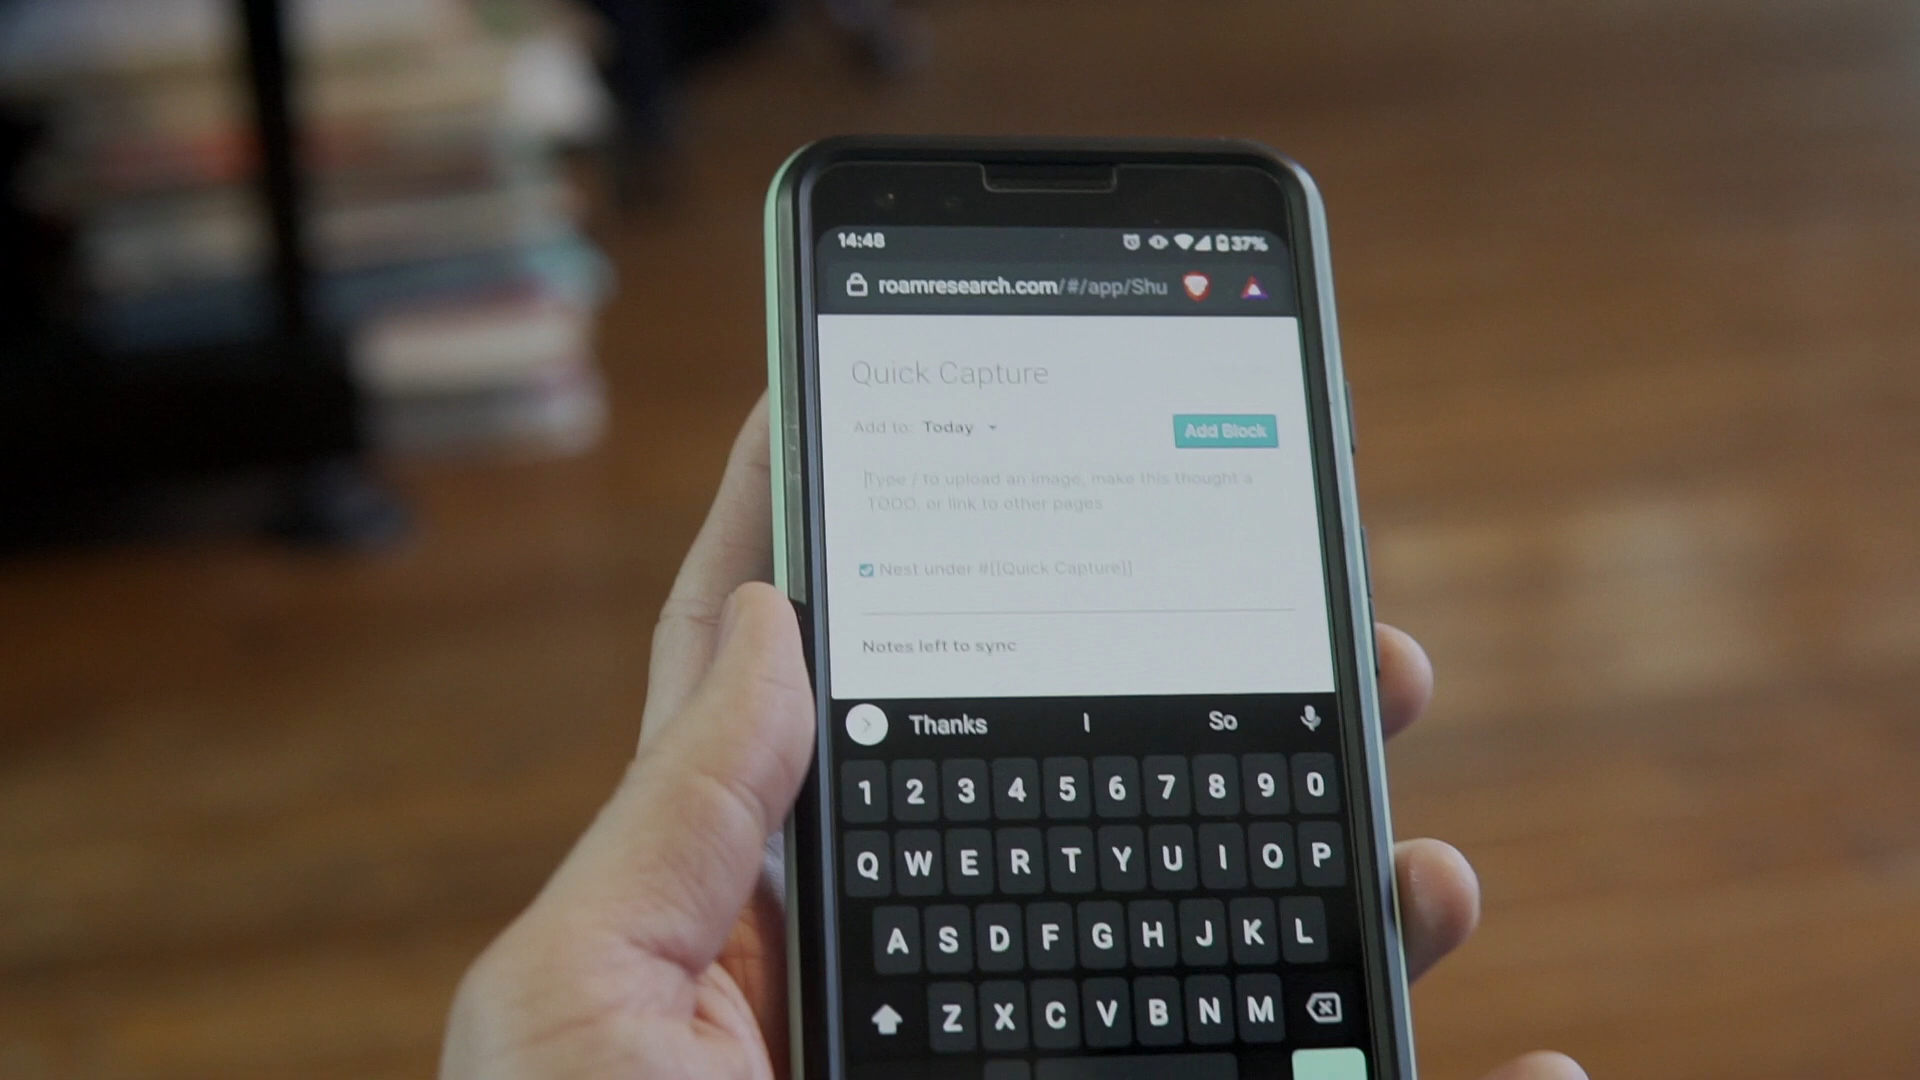 14:48 37%
roamresearch.com/#/app/Shu
Quick Capture
Add to: Today
Add Block
Type / to upload an image, make this thought a
TODO, or link to other pages
Nest under #[[Quick Capture]]
Notes left to sync
Thanks I So
1 2 3 4 5 6 7 8 9 0
Q W E R T Y U I O P
A S D F G H J K L
Z X C V B N M